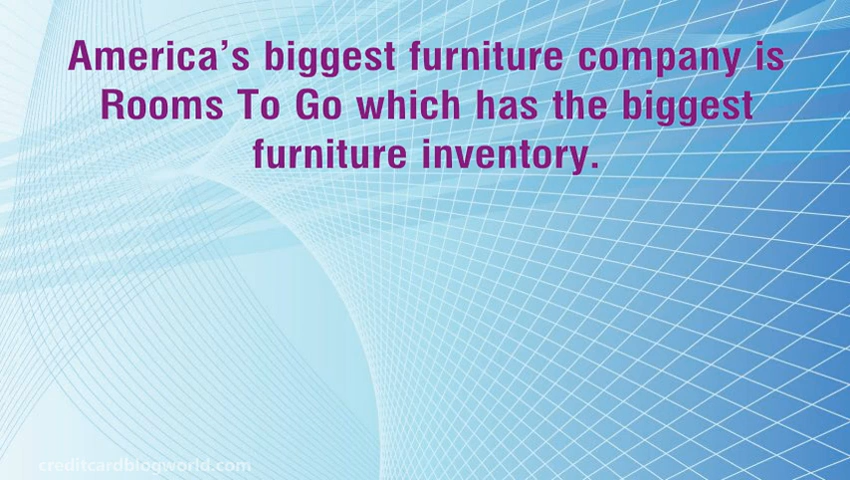 America’s biggest furniture company is
Rooms To Go which has the biggest
furniture inventory.
creditcardblogworld.com